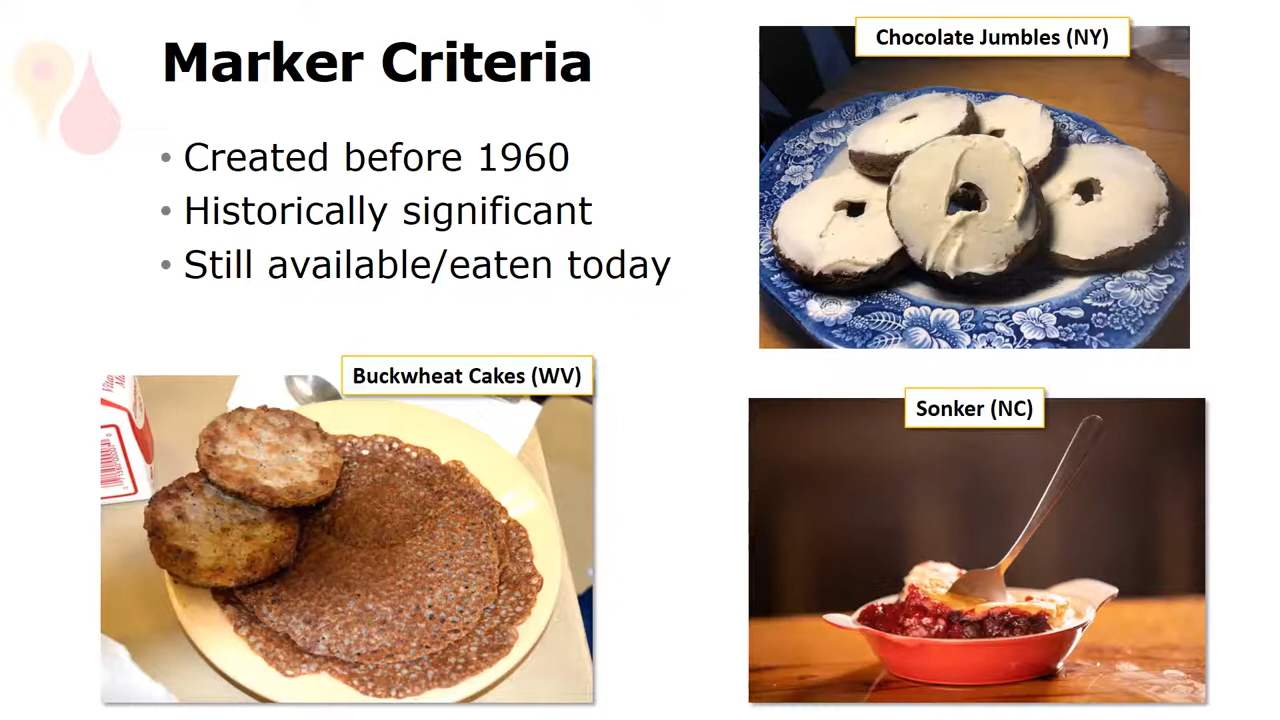 Marker Criteria
• Created before 1960
• Historically significant
• Still available/eaten today
Chocolate Jumbles (NY)
Buckwheat Cakes (WV)
Sonker (NC)